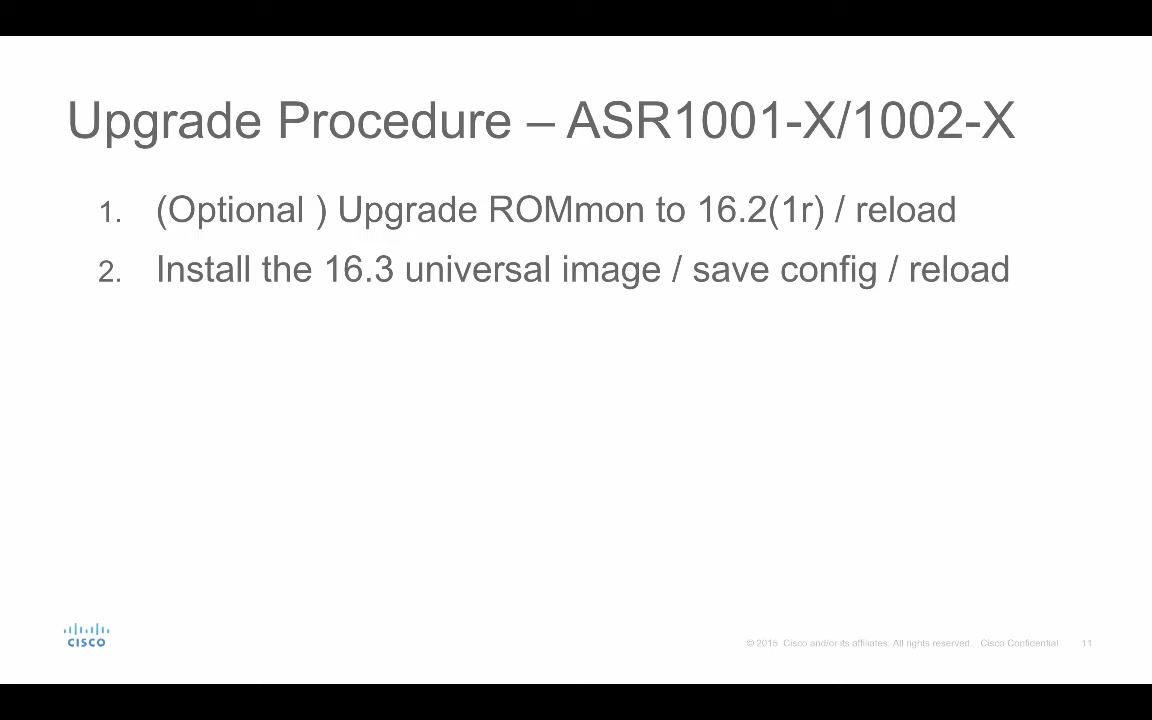 Upgrade Procedure – ASR1001-X/1002-X
1. (Optional ) Upgrade ROMmon to 16.2(1r) / reload
2. Install the 16.3 universal image / save config / reload
CISCO
© 2015 Cisco and/or its affiliates. All rights reserved. Cisco Confidential 11